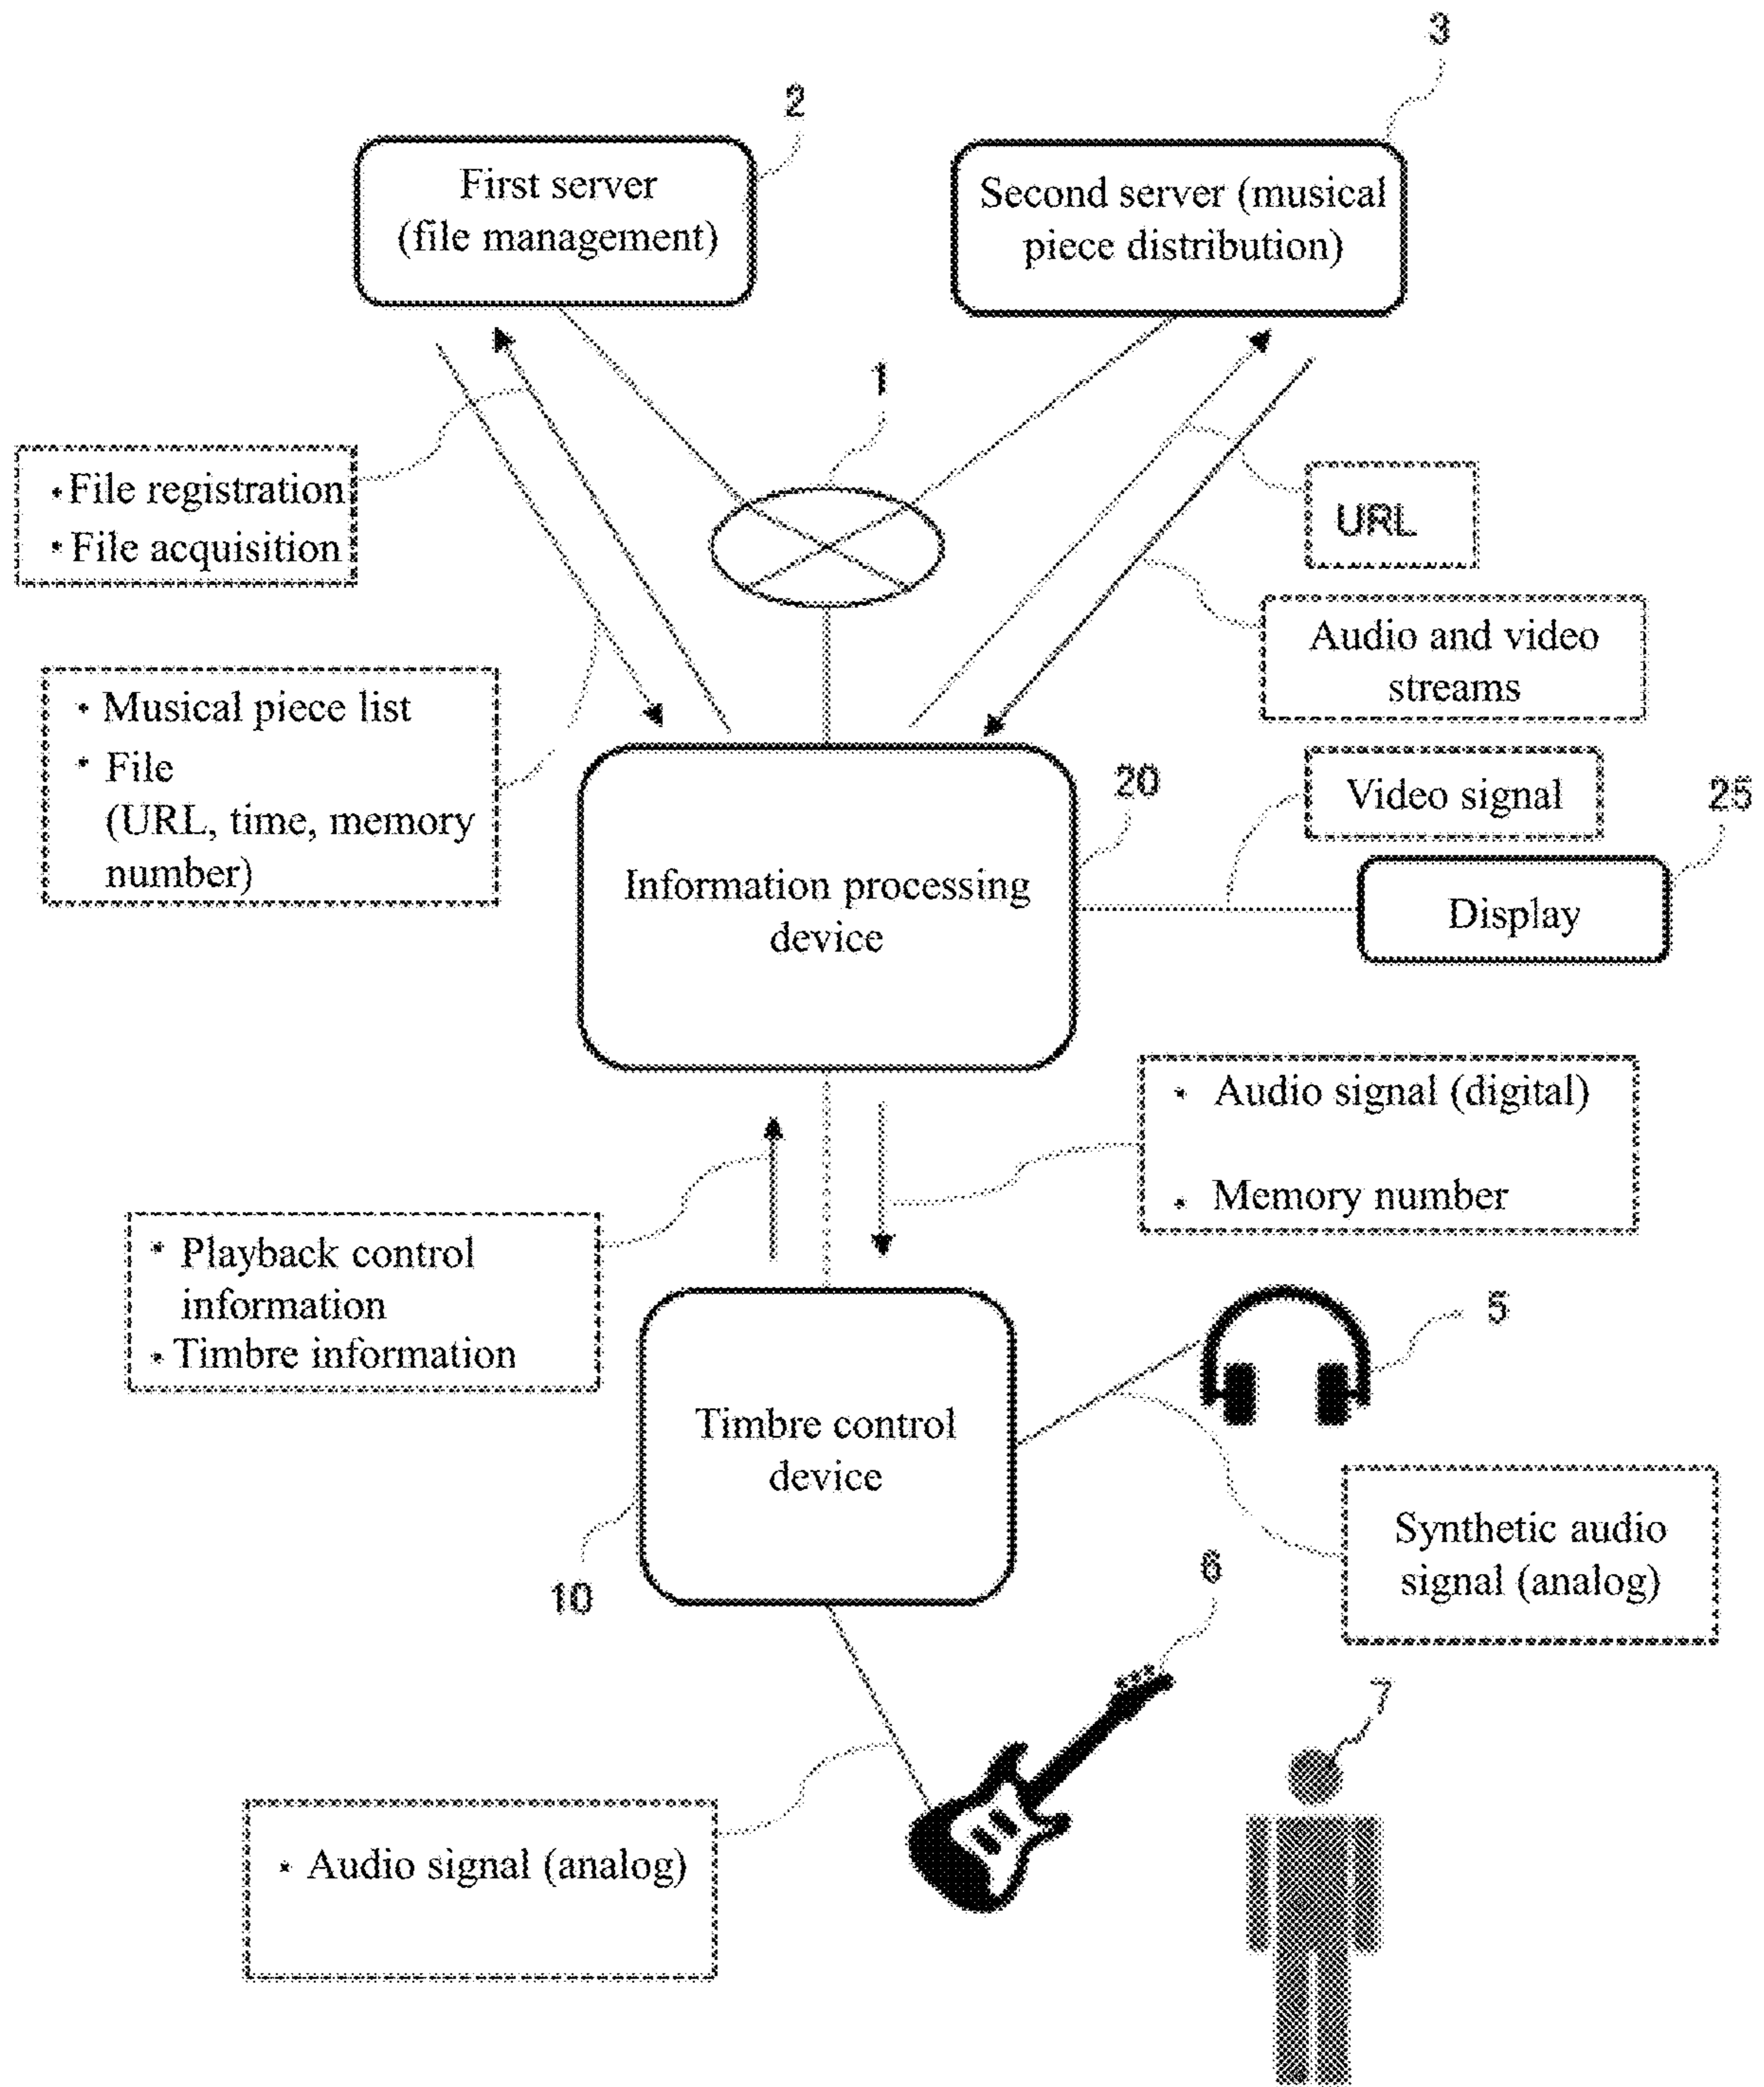 3
2
First server
(file management)
Second server (musical
piece distribution)
1
• File registration
• File acquisition
URL
Audio and video
streams
• Musical piece list
• File
(URL, time, memory
number)
20
Video signal
25
Information processing
device
Display
• Audio signal (digital)
• Memory number
• Playback control
information
• Timbre information
5
Timbre control
device
10
Synthetic audio
signal (analog)
6
7
• Audio signal (analog)